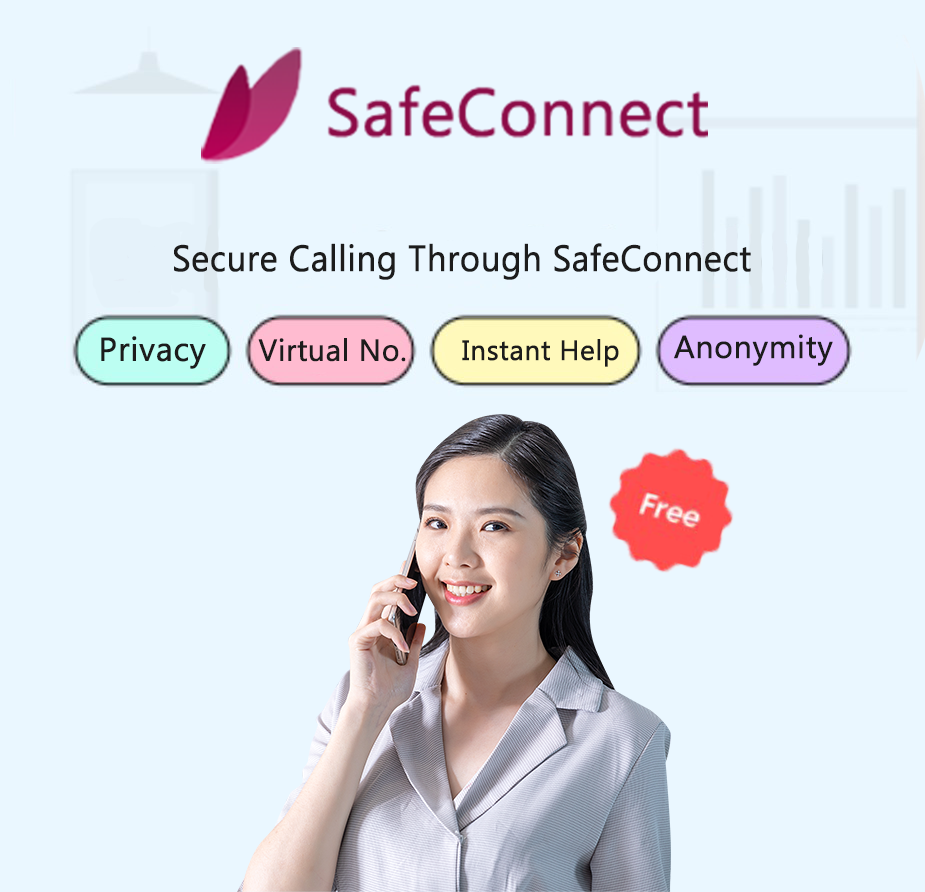 SafeConnect
Secure Calling Through SafeConnect
Privacy
Virtual No.
Instant Help
Anonymity
Free